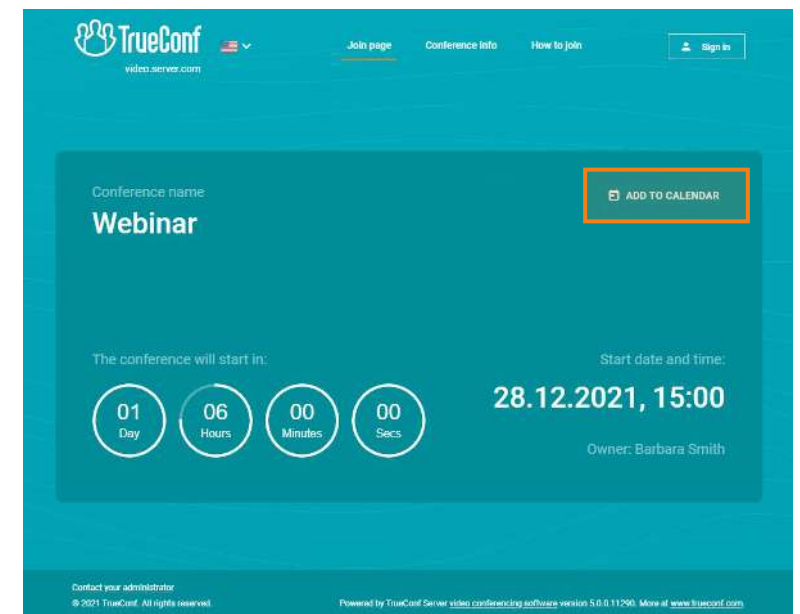 TrueConf
video.server.com
Join page Conference info How to join Sign in
Conference name
Webinar
ADD TO CALENDAR
The conference will start in:
01 Day
06 Hours
00 Minutes
00 Secs
Start date and time:
28.12.2021, 15:00
Owner: Barbara Smith
Contact your administrator
© 2021 TrueConf. All rights reserved.
Powered by TrueConf Server video conferencing software version 5.0.0.11290. More at www.trueconf.com.